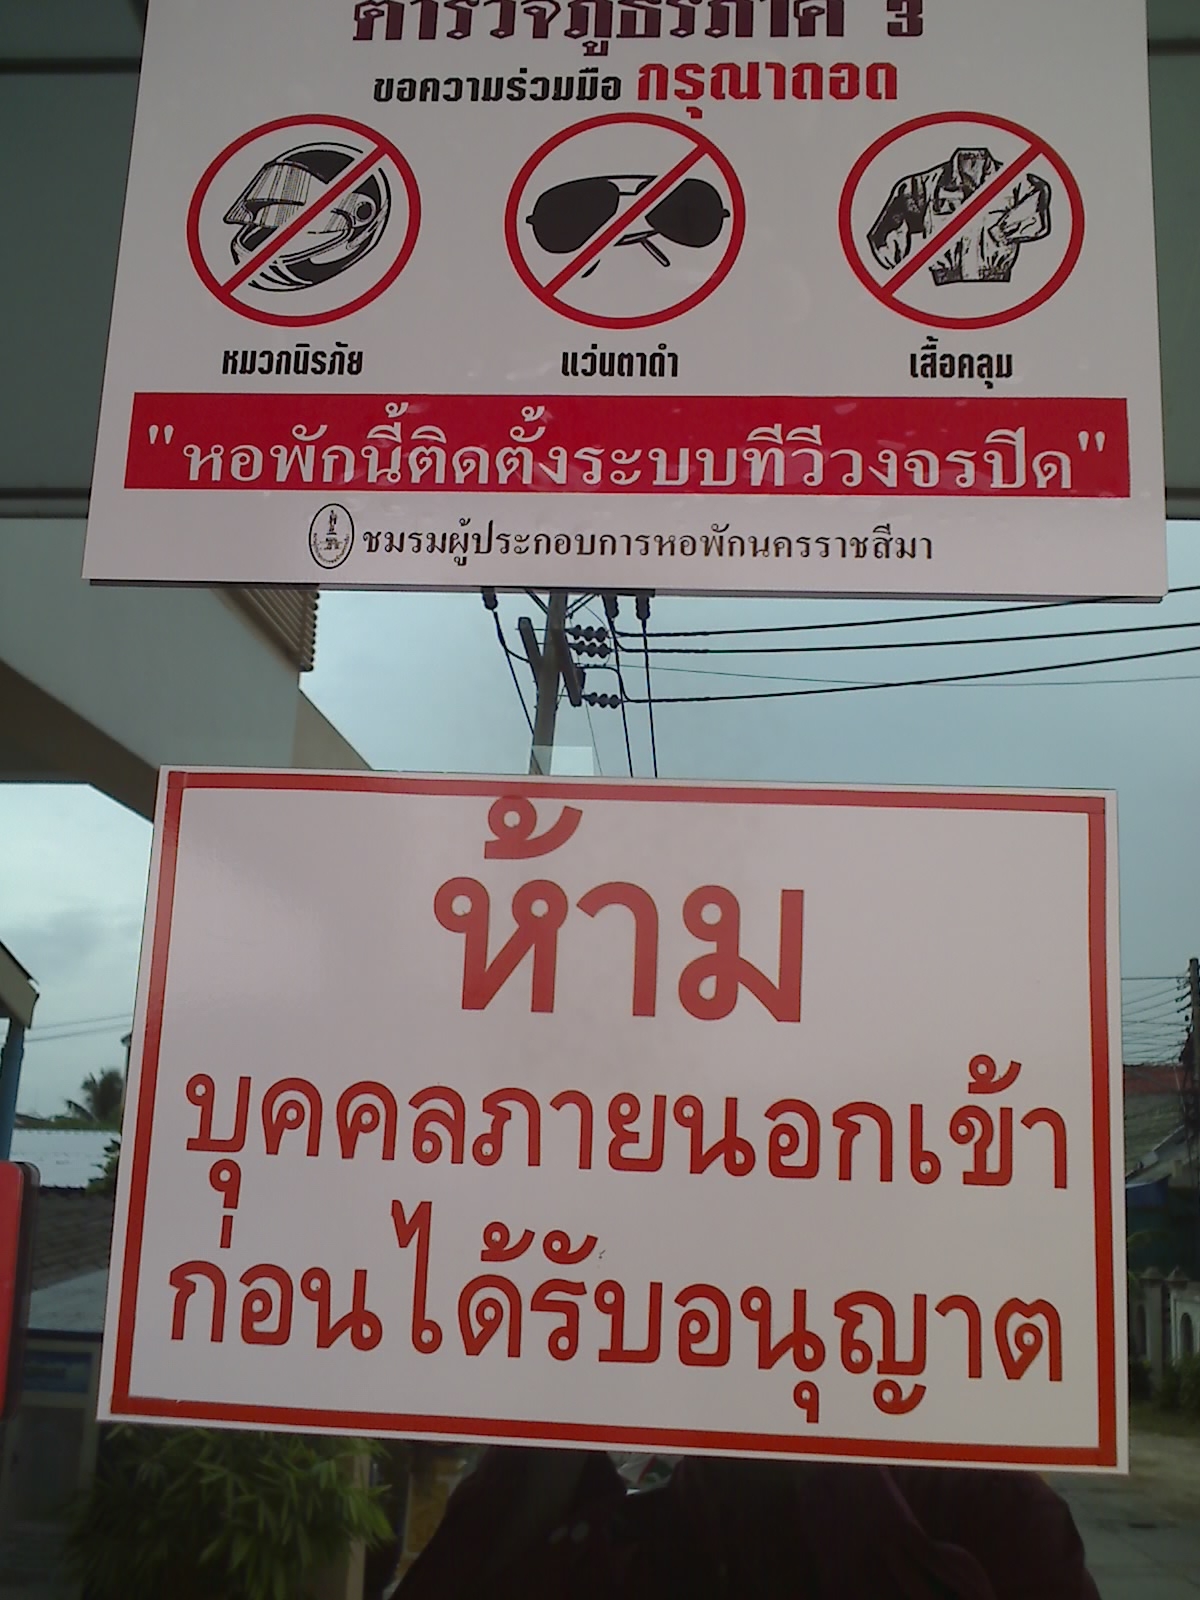 ตำรวจภูธรภาค 3
ขอความร่วมมือ กรุณาถอด
หมวกนิรภัย แว่นตาดำ เสื้อคลุม
"หอพักนี้ติดตั้งระบบทีวีวงจรปิด"
ชมรมผู้ประกอบการหอพักนครราชสีมา
ห้าม
บุคคลภายนอกเข้า
ก่อนได้รับอนุญาต